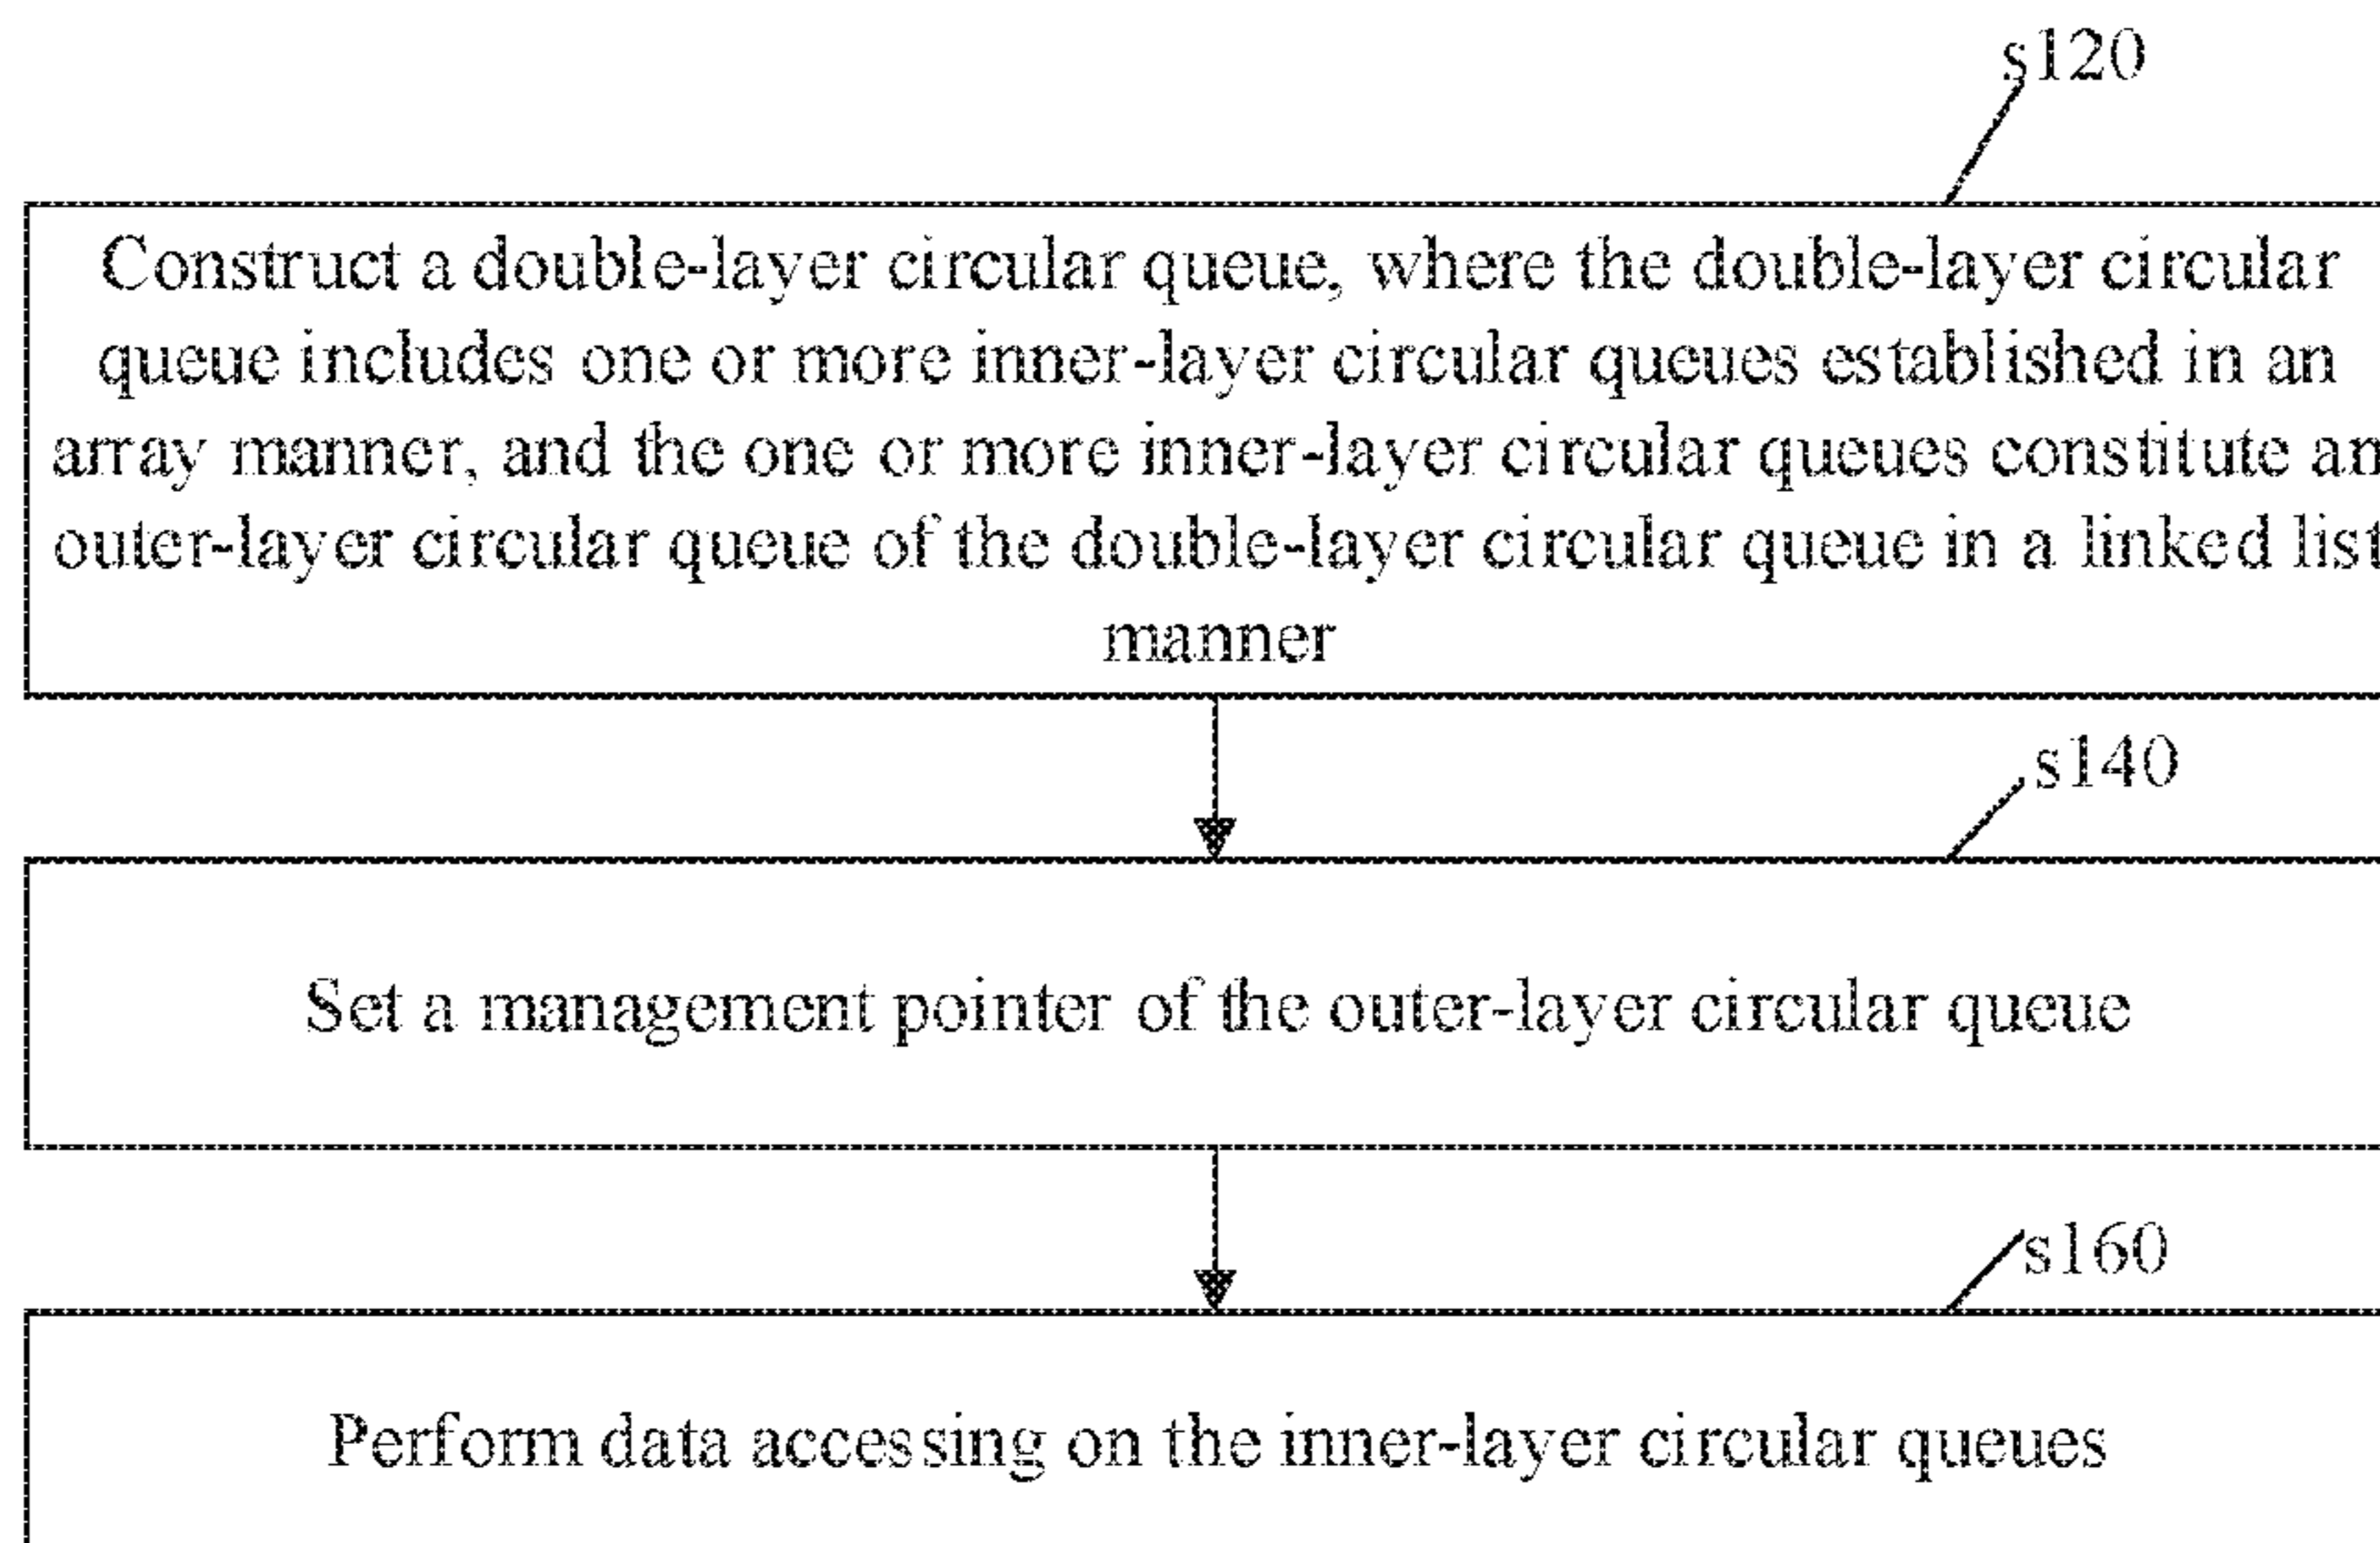 s120
Construct a double-layer circular queue, where the double-layer circular
queue includes one or more inner-layer circular queues established in an
array manner, and the one or more inner-layer circular queues constitute an
outer-layer circular queue of the double-layer circular queue in a linked list
manner
s140
Set a management pointer of the outer-layer circular queue
s160
Perform data accessing on the inner-layer circular queues